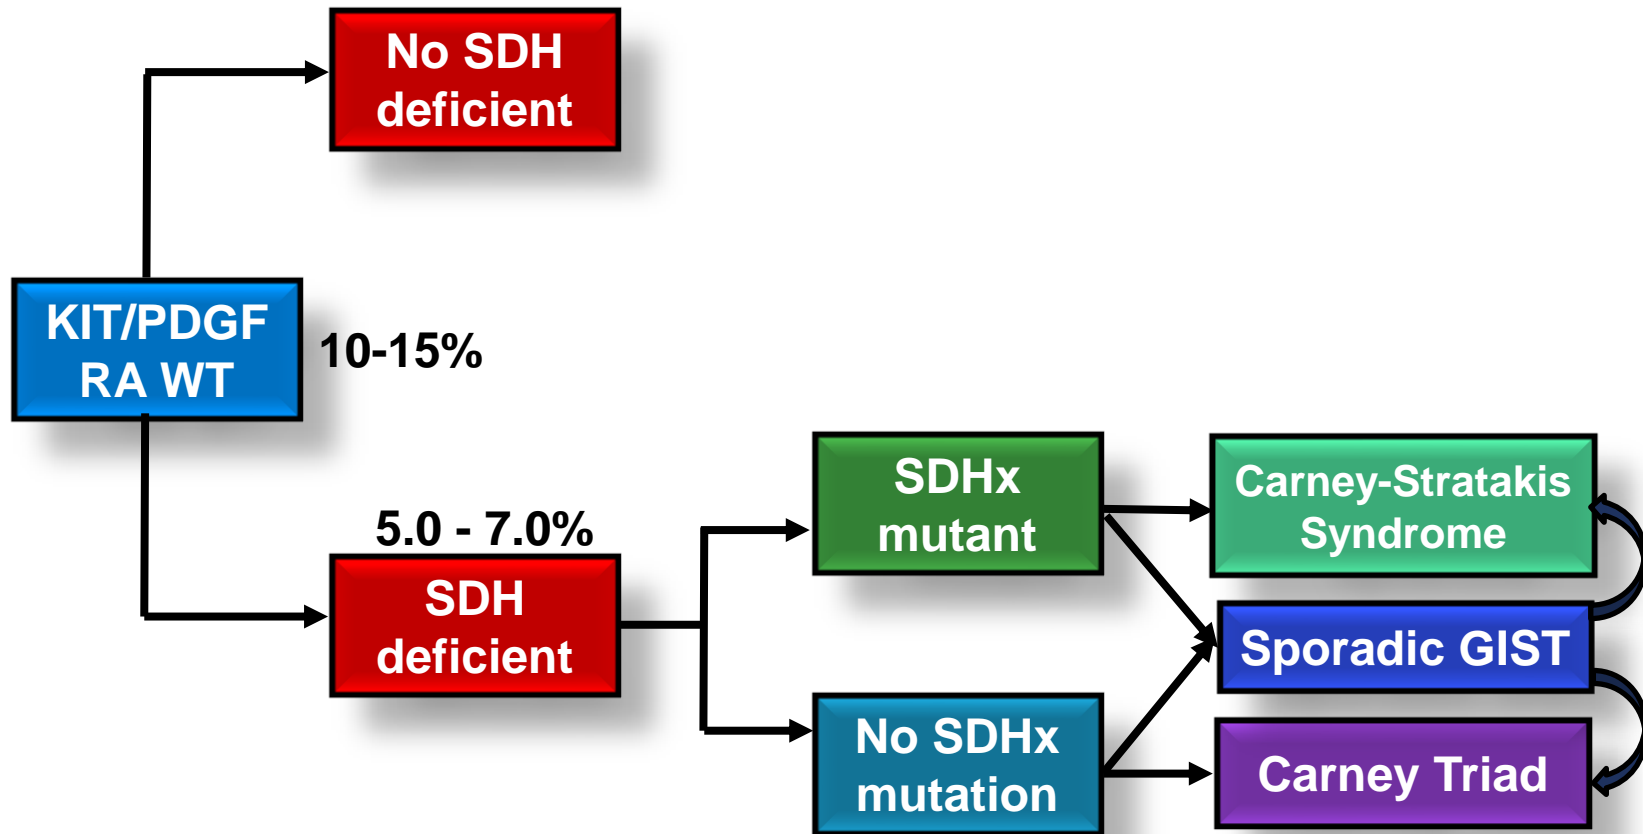 No SDH
deficient
KIT/PDGF
RA WT
10-15%
5.0 - 7.0%
SDH
deficient
SDHx
mutant
No SDHx
mutation
Carney-Stratakis
Syndrome
Sporadic GIST
Carney Triad